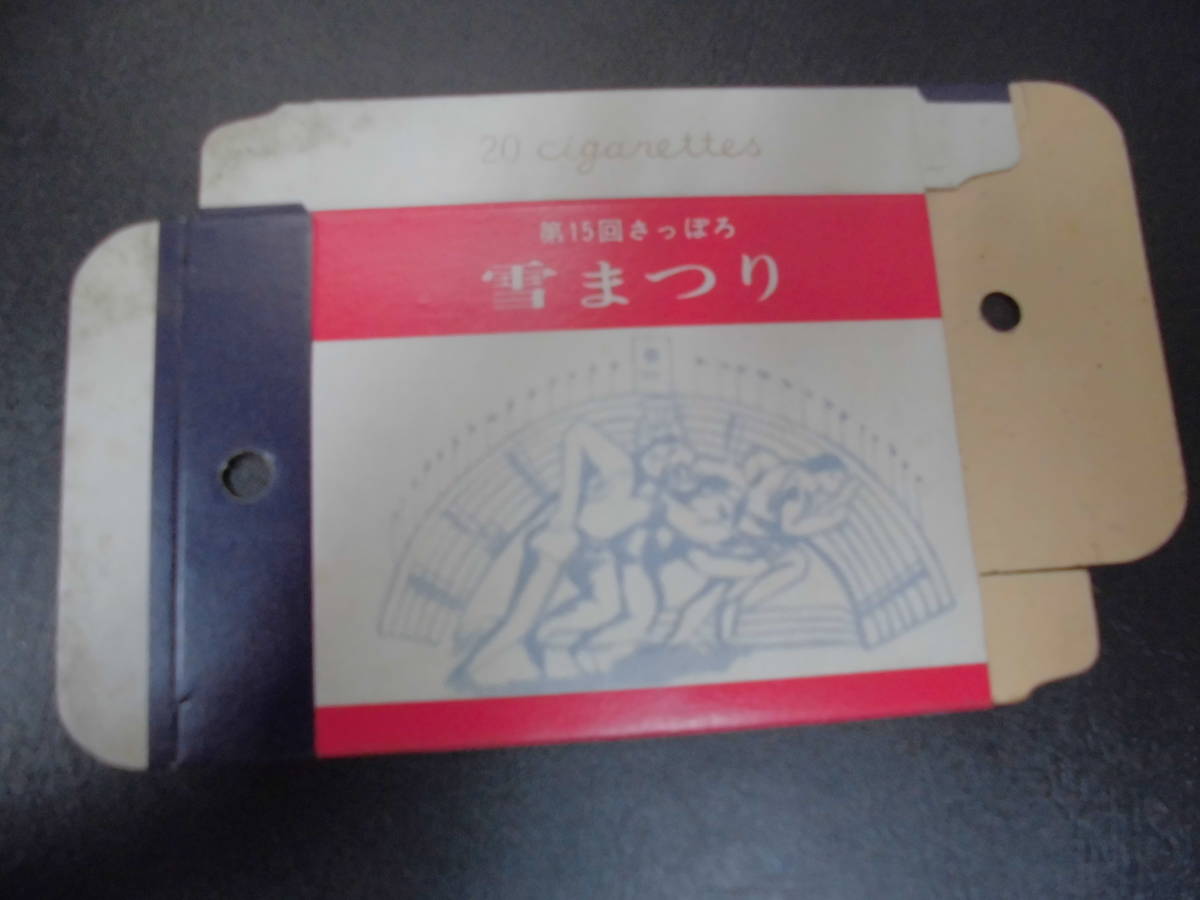 20 cigarettes
第15回さっぽろ
雪まつり